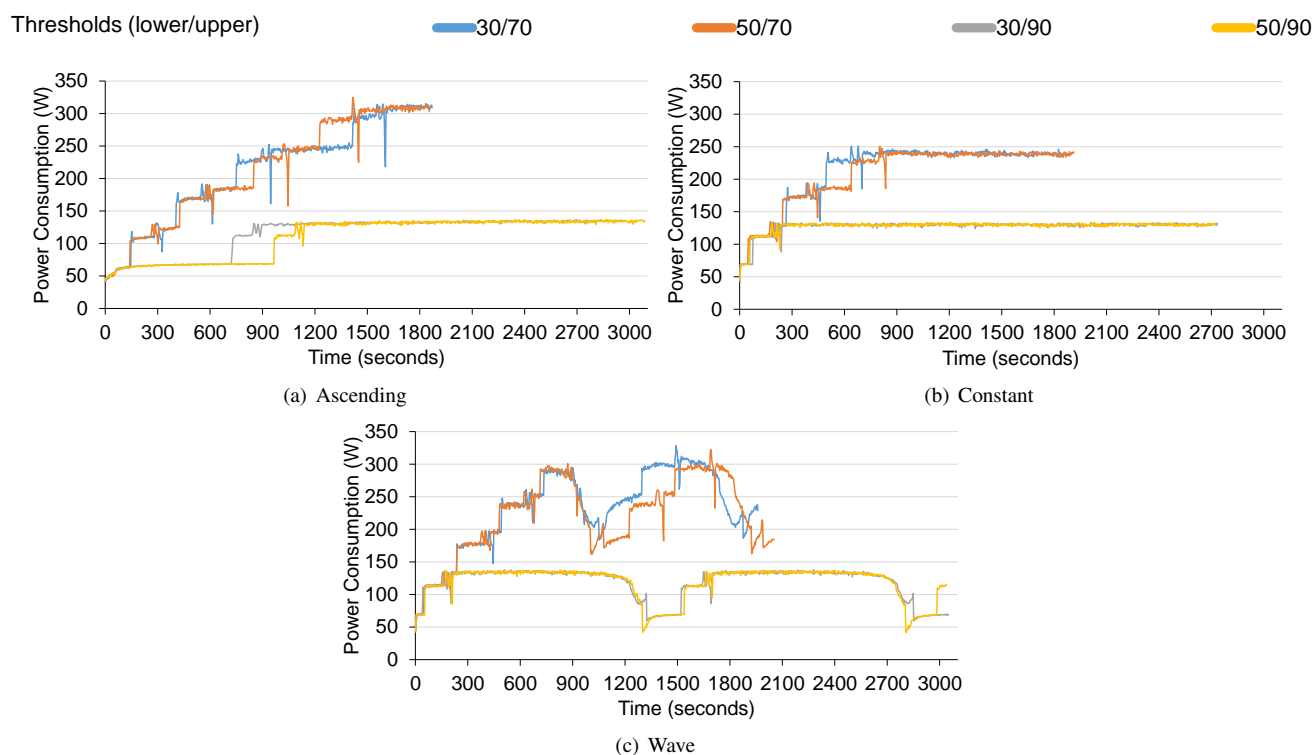 Thresholds (lower/upper) 30/70 50/70 30/90 50/90
350
300
250
200
150
100
50
0
Power Consumption (W)
0 300 600 900 1200 1500 1800 2100 2400 2700 3000
Time (seconds)
(a) Ascending
350
300
250
200
150
100
50
0
Power Consumption (W)
0 300 600 900 1200 1500 1800 2100 2400 2700 3000
Time (seconds)
(b) Constant
350
300
250
200
150
100
50
0
Power Consumption (W)
0 300 600 900 1200 1500 1800 2100 2400 2700 3000
Time (seconds)
(c) Wave